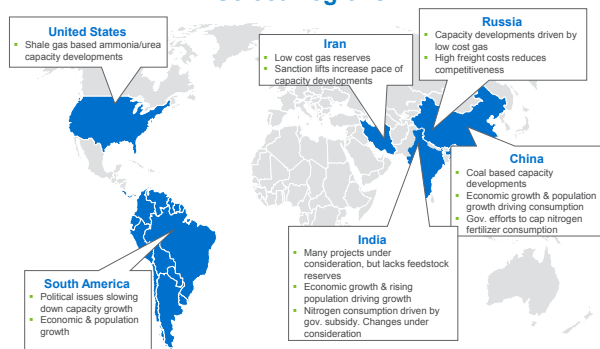 United States
Shale gas based ammonia/urea
capacity developments
Iran
Low cost gas reserves
Sanction lifts increase pace of
capacity developments
Russia
Capacity developments driven by
low cost gas
High freight costs reduces
competitiveness
China
Coal based capacity
developments
Economic growth & population
growth driving consumption
Gov. efforts to cap nitrogen
fertilizer consumption
India
Many projects under
consideration, but lacks feedstock
reserves
Economic growth & rising
population driving growth
Nitrogen consumption driven by
gov. subsidy. Changes under
consideration
South America
Political issues slowing
down capacity growth
Economic & population
growth